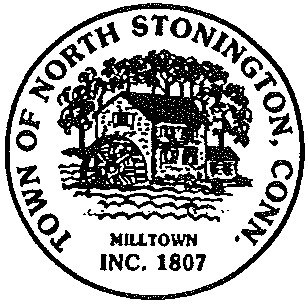 TOWN OF NORTH STONINGTON, CONN.
MILLTOWN
INC. 1807